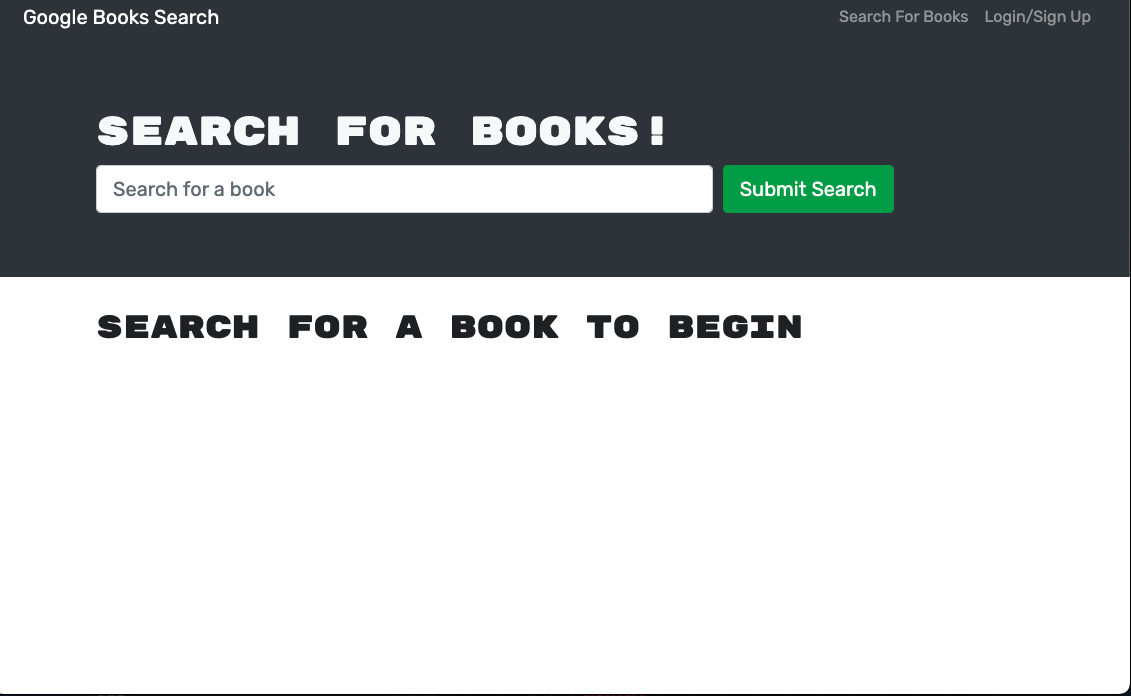 Google Books Search
Search For Books Login/Sign Up
SEARCH FOR BOOKS!
Search for a book
Submit Search
SEARCH FOR A BOOK TO BEGIN